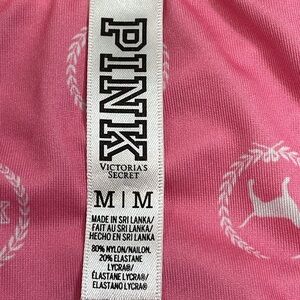 PINK
VICTORIA'S
SECRET
M|M
MADE IN SRI LANKA/
FAIT AU SRI LANKA/
HECHO EN SRI LANKA
80% NYLON/NAILON.
20% ELASTANE
LYCRA®/
ÉLASTANE LYCRA®/
ELASTANO LYCRA®